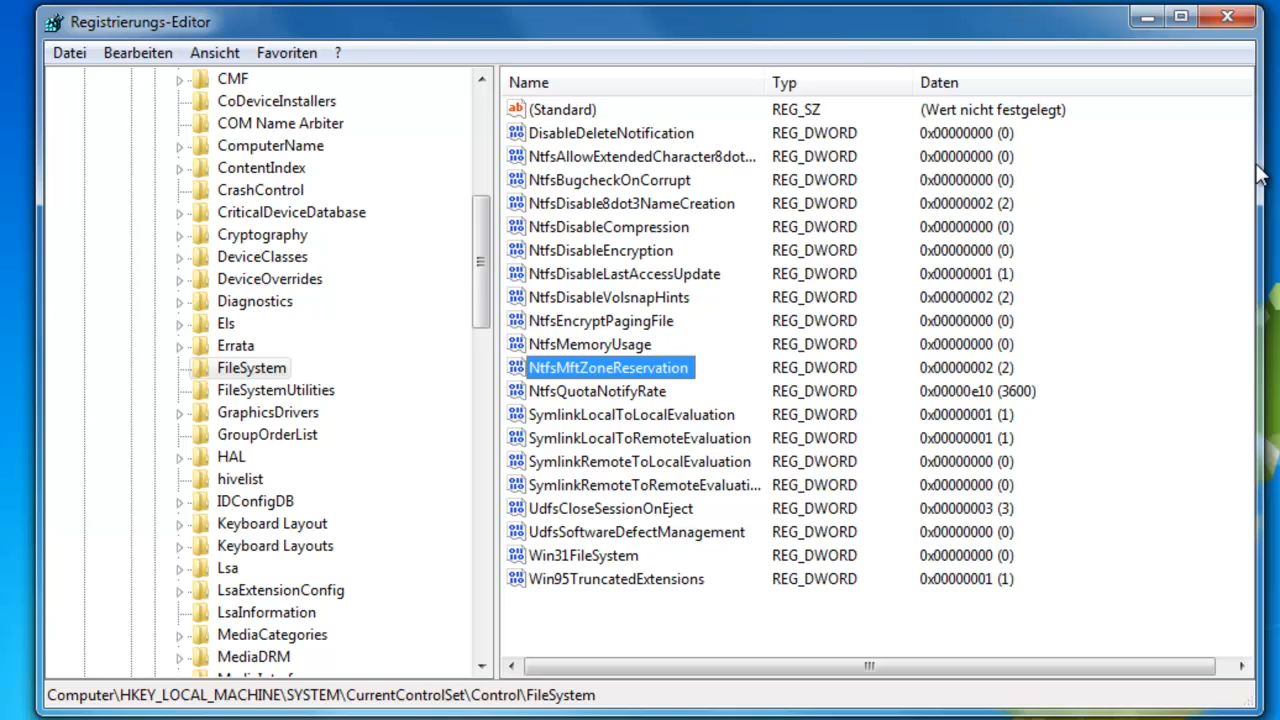 Registrierungs-Editor
Datei Bearbeiten Ansicht Favoriten ?
CMF
CoDeviceInstallers
COM Name Arbiter
ComputerName
ContentIndex
CrashControl
CriticalDeviceDatabase
Cryptography
DeviceClasses
DeviceOverrides
Diagnostics
Els
Errata
FileSystem
FileSystemUtilities
GraphicsDrivers
GroupOrderList
HAL
hivelist
IDConfigDB
Keyboard Layout
Keyboard Layouts
Lsa
LsaExtensionConfig
LsaInformation
MediaCategories
MediaDRM
Name Typ Daten
(Standard) REG_SZ (Wert nicht festgelegt)
DisableDeleteNotification REG_DWORD 0x00000000 (0)
NtfsAllowExtendedCharacter8dot... REG_DWORD 0x00000000 (0)
NtfsBugcheckOnCorrupt REG_DWORD 0x00000000 (0)
NtfsDisable8dot3NameCreation REG_DWORD 0x00000002 (2)
NtfsDisableCompression REG_DWORD 0x00000000 (0)
NtfsDisableEncryption REG_DWORD 0x00000000 (0)
NtfsDisableLastAccessUpdate REG_DWORD 0x00000001 (1)
NtfsDisableVolsnapHints REG_DWORD 0x00000002 (2)
NtfsEncryptPagingFile REG_DWORD 0x00000000 (0)
NtfsMemoryUsage REG_DWORD 0x00000000 (0)
NtfsMftZoneReservation REG_DWORD 0x00000002 (2)
NtfsQuotaNotifyRate REG_DWORD 0x00000e10 (3600)
SymlinkLocalToLocalEvaluation REG_DWORD 0x00000001 (1)
SymlinkLocalToRemoteEvaluation REG_DWORD 0x00000001 (1)
SymlinkRemoteToLocalEvaluation REG_DWORD 0x00000000 (0)
SymlinkRemoteToRemoteEvaluati... REG_DWORD 0x00000000 (0)
UdfsCloseSessionOnEject REG_DWORD 0x00000003 (3)
UdfsSoftwareDefectManagement REG_DWORD 0x00000000 (0)
Win31FileSystem REG_DWORD 0x00000000 (0)
Win95TruncatedExtensions REG_DWORD 0x00000001 (1)
Computer\HKEY_LOCAL_MACHINE\SYSTEM\CurrentControlSet\Control\FileSystem